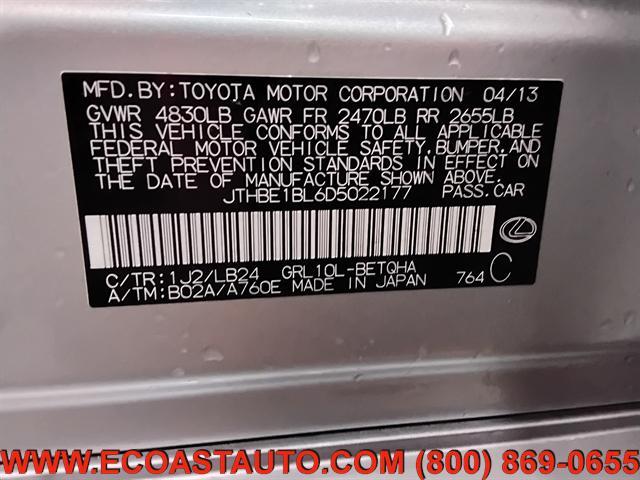 MFD.BY:TOYOTA MOTOR CORPORATION 04/13
GVWR 4830LB GAWR FR 2470LB RR 2655LB
THIS VEHICLE CONFORMS TO ALL APPLICABLE
FEDERAL MOTOR VEHICLE SAFETY,BUMPER,AND
THEFT PREVENTION STANDARDS IN EFFECT ON
THE DATE OF MANUFACTURE SHOWN ABOVE.
JTHBE1BL6D5022177 PASS.CAR
C/TR:1J2/LB24 GRL10L-BETQHA
A/TM:B02A/A760E MADE IN JAPAN 764 C
WWW.ECOASTAUTO.COM (800) 869-0655